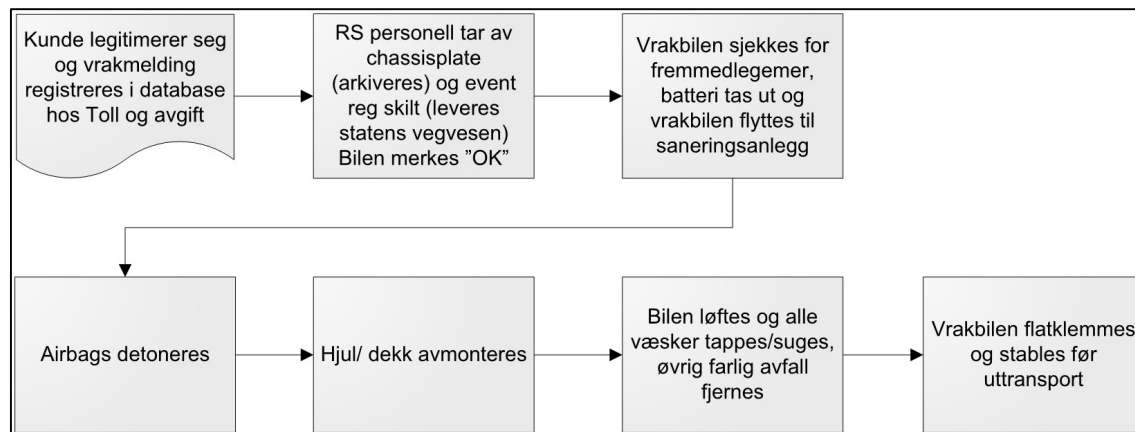 Kunde legitimerer seg
og vrakmelding
registreres i database
hos Toll og avgift
RS personell tar av
chassisplate
(arkiveres) og event
reg skilt (leveres
statens vegvesen)
Bilen merkes ”OK”
Vrakbilen sjekkes for
fremmedlegemer,
batteri tas ut og
vrakbilen flyttes til
saneringsanlegg
Airbags detoneres
Hjul/ dekk avmonteres
Bilen løftes og alle
væsker tappes/suges,
øvrig farlig avfall
fjernes
Vrakbilen flatklemmes
og stables før
uttransport